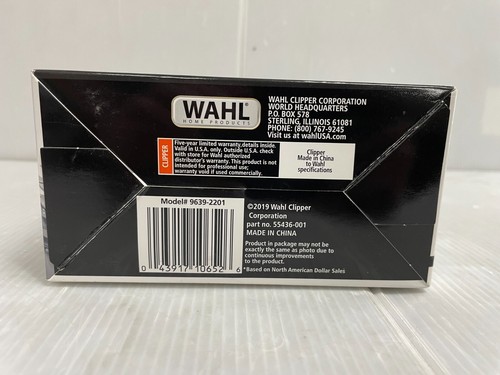 WAHL®
HOME PRODUCTS
WAHL CLIPPER CORPORATION
WORLD HEADQUARTERS
P.O. BOX 578
STERLING, ILLINOIS 61081
PHONE: (800) 767-9245
Visit us at wahlUSA.com
CLIPPER
Five-year limited warranty,details inside.
Valid in U.S.A. only. Outside U.S.A. check
with store for Wahl authorized
distributor's warranty. This product is not
intended for professional use;
warranty void if used commercially.
Clipper
Made in China
to Wahl
specifications
Model# 9639-2201
0 43917 10652 6
©2019 Wahl Clipper
Corporation
part no. 55436-001
MADE IN CHINA
Product in package may not be
exactly the same as photo due to
continuous improvements
to the product.
*Based on North American Dollar Sales